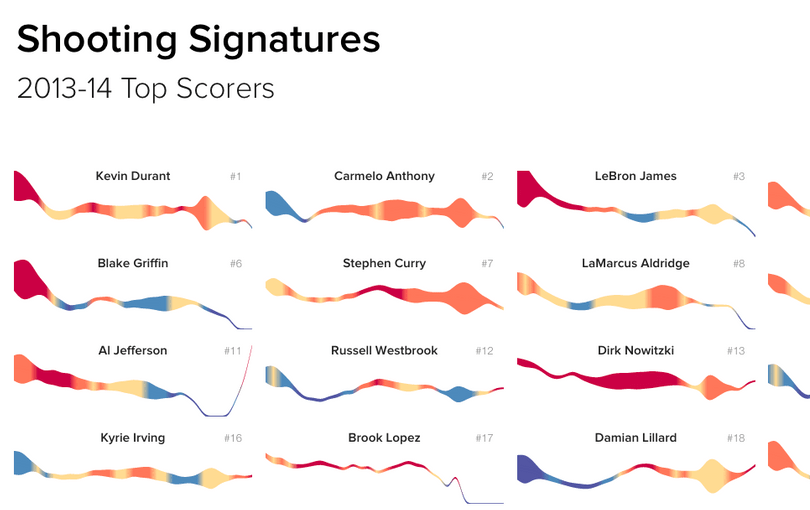 Shooting Signatures
2013-14 Top Scorers
Kevin Durant #1
Carmelo Anthony #2
LeBron James #3
Blake Griffin #6
Stephen Curry #7
LaMarcus Aldridge #8
Al Jefferson #11
Russell Westbrook #12
Dirk Nowitzki #13
Kyrie Irving #16
Brook Lopez #17
Damian Lillard #18